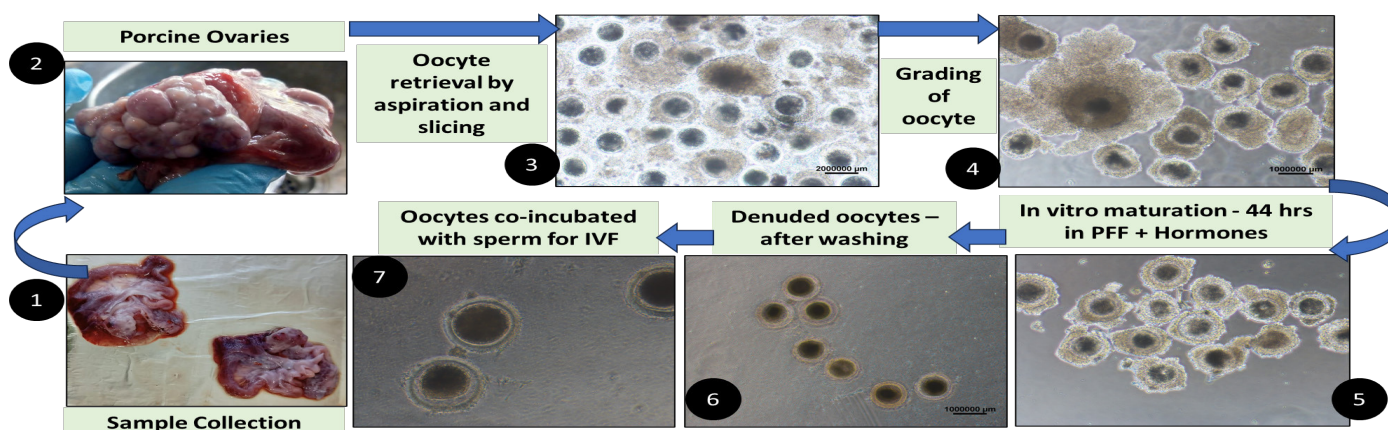 Porcine Ovaries
2
Oocyte
retrieval by
aspiration and
slicing
3
2000000 µm
Grading
of
oocyte
4
1000000 µm
Oocytes co-incubated
with sperm for IVF
Denuded oocytes –
after washing
In vitro maturation - 44 hrs
in PFF + Hormones
1
7
6
1000000 µm
5
Sample Collection